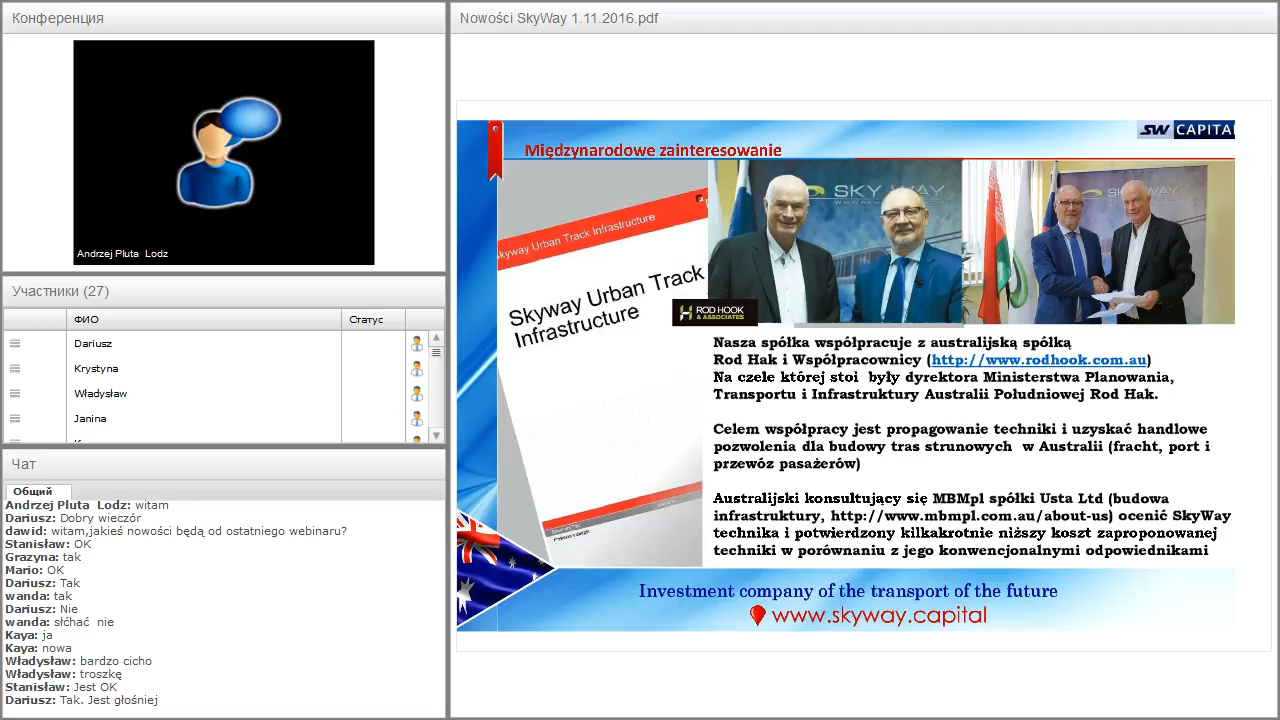 Конференция
Andrzej Pluta Lodz
Участники (27)
ФИО
Статус
Dariusz
Krystyna
Władysław
Janina
Чат
Общий
Andrzej Pluta Lodz: witam
Dariusz: Dobry wieczór
dawid: witam,jakieś nowości będą od ostatniego webinaru?
Stanisław: OK
Grażyna: tak
Mario: OK
Dariusz: Tak
wanda: tak
Dariusz: Nie
wanda: słćhać nie
Kaya: ja
Kaya: nowa
Władysław: bardzo cicho
Władysław: troszkę
Stanisław: Jest OK
Dariusz: Tak. Jest głośniej
Nowości SkyWay 1.11.2016.pdf
SW CAPITA
Międzynarodowe zainteresowanie
SKY WAY
SKYWAY
kyway Urban Track Infrastructure
Skyway Urban Track
Infrastructure
ROD HOOK
& ASSOCIATES
Nasza spółka współpracuje z australijską spółką
Rod Hak i Współpracownicy (http://www.rodhook.com.au)
Na czele której stoi były dyrektora Ministerstwa Planowania,
Transportu i Infrastruktury Australii Południowej Rod Hak.
Celem współpracy jest propagowanie techniki i uzyskać handlowe
pozwolenia dla budowy tras strunowych w Australii (fracht, port i
przewóz pasażerów)
Australijski konsultujący się MBMpl spółki Usta Ltd (budowa
infrastruktury, http://www.mbmpl.com.au/about-us) ocenić SkyWay
technika i potwierdzony kilkakrotnie niższy koszt zaproponowanej
techniki w porównaniu z jego konwencjonalnymi odpowiednikami
Investment company of the transport of the future
www.skyway.capital